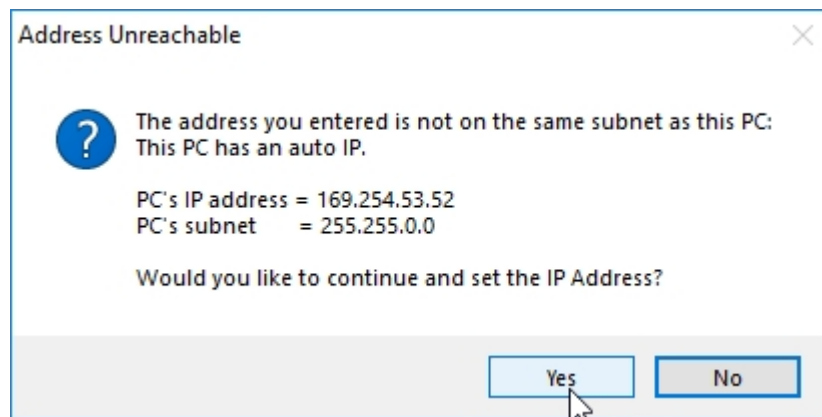 Address Unreachable
The address you entered is not on the same subnet as this PC:
This PC has an auto IP.
PC's IP address = 169.254.53.52
PC's subnet = 255.255.0.0
Would you like to continue and set the IP Address?
Yes No